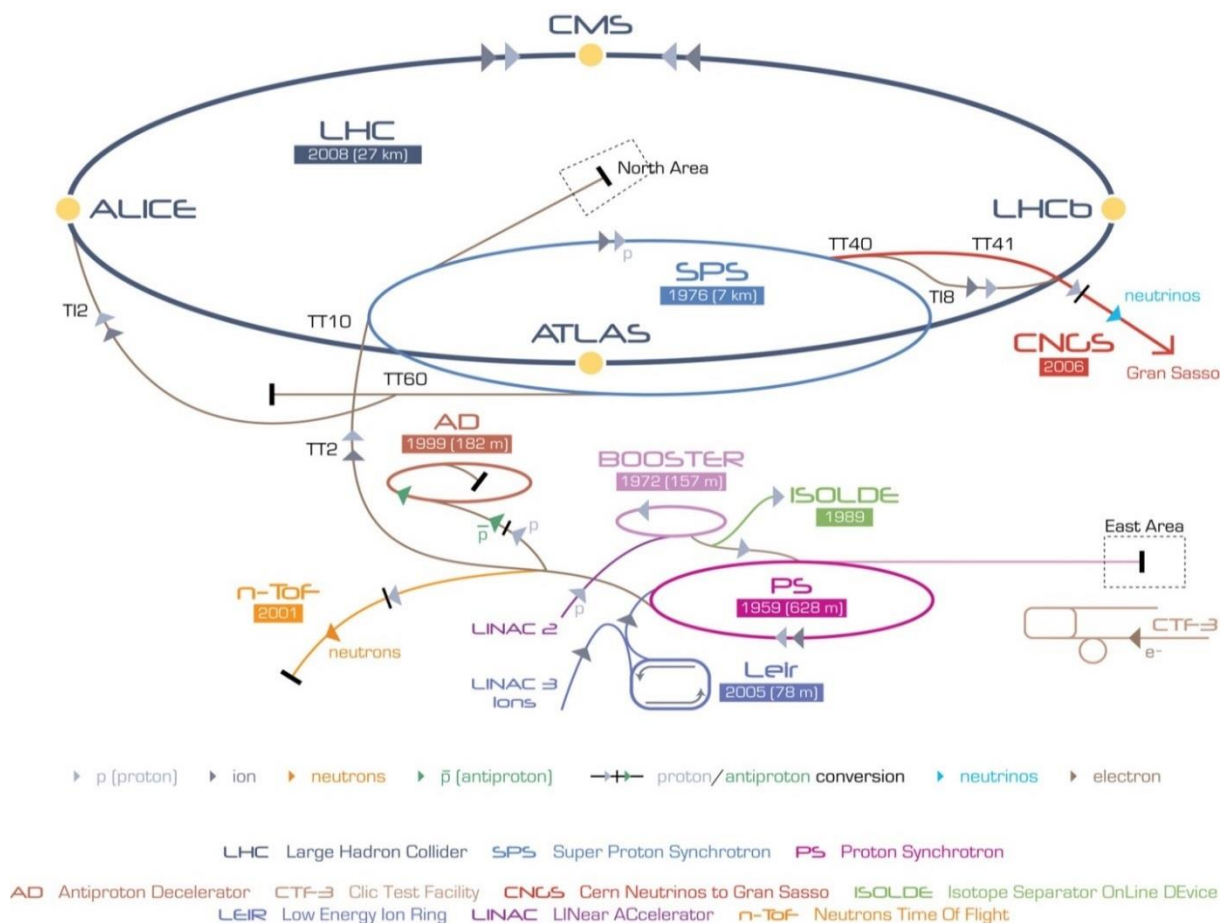 CMS
LHC
2008 (27 km)
North Area
ALICE
LHCb
TT40
TT41
p
SPS
1976 (7 km)
TI8
neutrinos
TI2
TT10
ATLAS
CNGS
2006
Gran Sasso
TT60
AD
1999 (182 m)
TT2
BOOSTER
1972 (157 m)
ISOLDE
1989
p̅
p
East Area
n-ToF
2001
PS
1959 (628 m)
p
LINAC 2
neutrons
CTF-3
e⁻
LINAC 3
Ions
Leir
2005 (78 m)
p (proton) ion neutrons p̅ (antiproton) proton/antiproton conversion neutrinos electron
LHC Large Hadron Collider SPS Super Proton Synchrotron PS Proton Synchrotron
AD Antiproton Decelerator CTF-3 Clic Test Facility CNGS Cern Neutrinos to Gran Sasso ISOLDE Isotope Separator OnLine DEvice
LEIR Low Energy Ion Ring LINAC LINear ACcelerator n-ToF Neutrons Time Of Flight